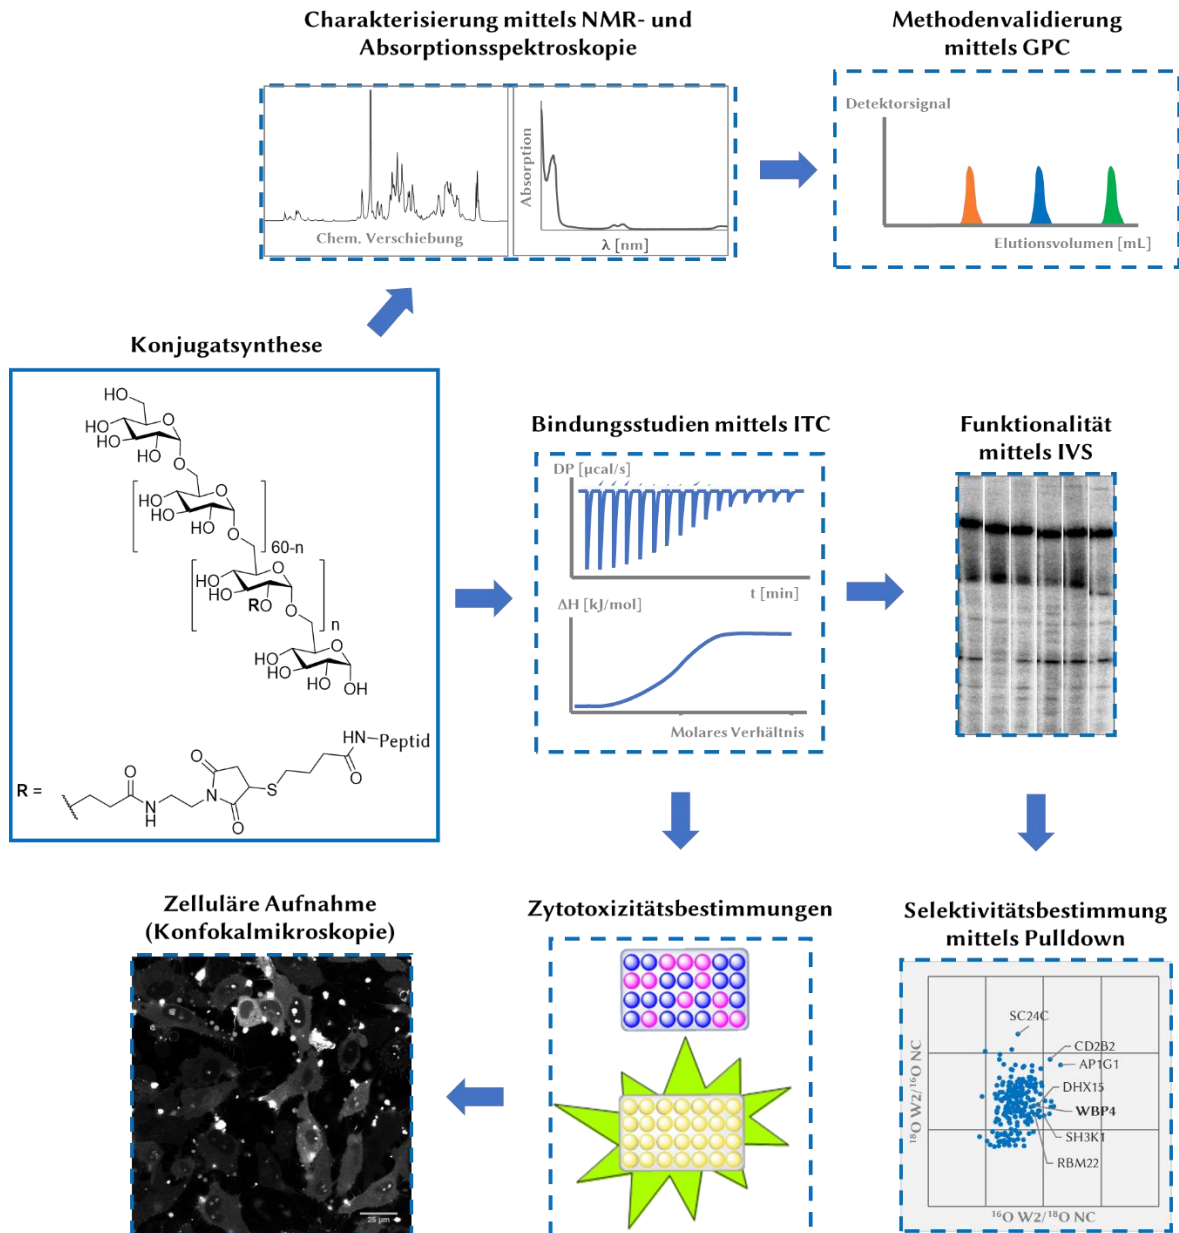 Charakterisierung mittels NMR- und
Absorptionsspektroskopie
Chem. Verschiebung
Absorption
λ [nm]
Methodenvalidierung
mittels GPC
Detektorsignal
Elutionsvolumen [mL]
Konjugatsynthese
HO
HO
HO
HO
O
HO
O
O
HO
HO
HO
O
60-n
O
HO
HO
R
O
O
n
O
HO
HO
HO
OH
HN
Peptid
O
R =
O
N
H
O
N
O
S
Bindungsstudien mittels ITC
DP [µcal/s]
t [min]
ΔH [kJ/mol]
Molares Verhältnis
Funktionalität
mittels IVS
Zelluläre Aufnahme
(Konfokalmikroskopie)
25 µm
Zytotoxizitätsbestimmungen
Selektivitätsbestimmung
mittels Pulldown
SC24C
CD2B2
AP1G1
DHX15
WBP4
SH3K1
RBM22
¹⁸O W2/¹⁶O NC
¹⁶O W2/¹⁸O NC